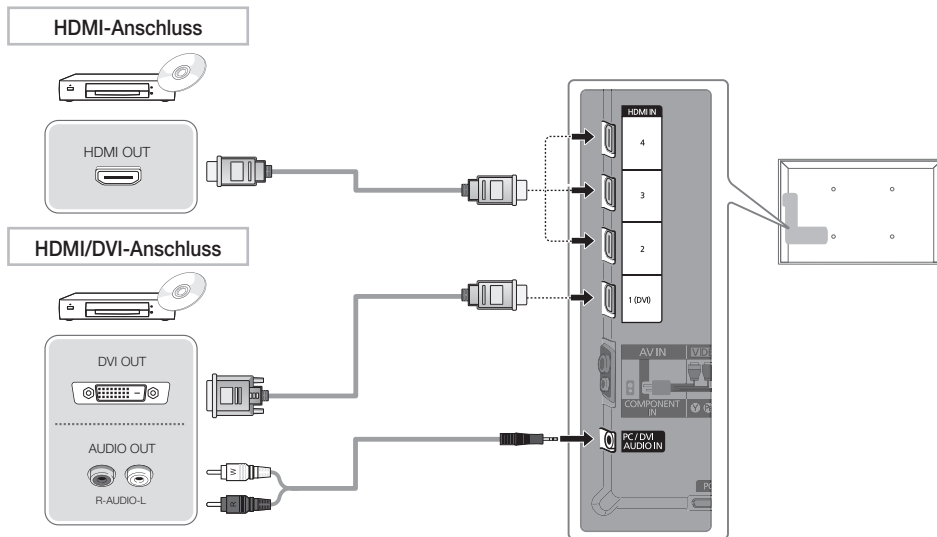 HDMI-Anschluss
HDMI OUT
HDMI IN
4
3
2
1 (DVI)
HDMI/DVI-Anschluss
DVI OUT
AUDIO OUT
R-AUDIO-L
W
R
AV IN
COMPONENT
IN
Y
PC / DVI
AUDIO IN